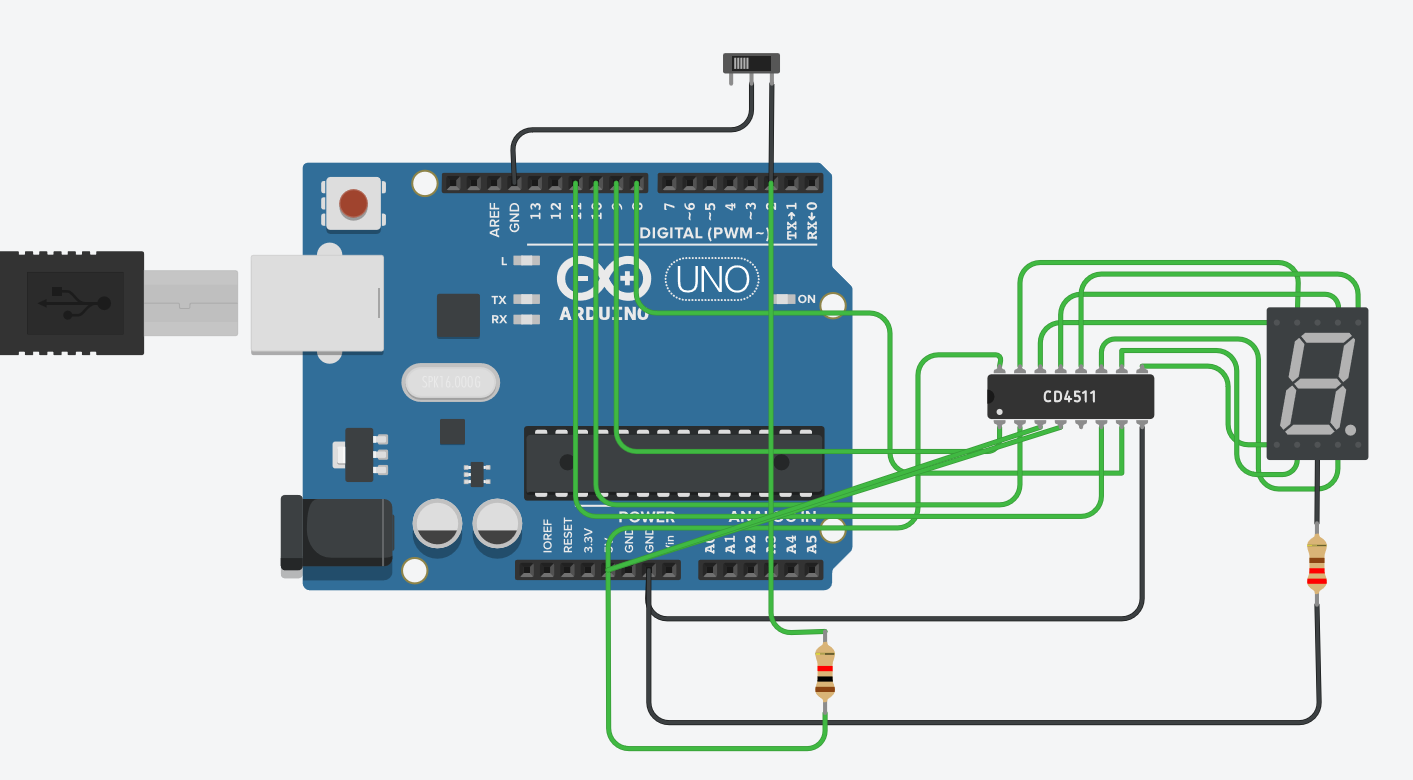 AREF
GND
13
12
11
10
9
8
7
~6
~5
4
~3
2
TX→1
RX←0
DIGITAL (PWM ~)
L
TX
RX
UNO
ON
ARDUINO
SPK16.000G
CD4511
POWER
ANALOG IN
IOREF
RESET
3.3V
5V
GND
GND
Vin
A0
A1
A2
A3
A4
A5